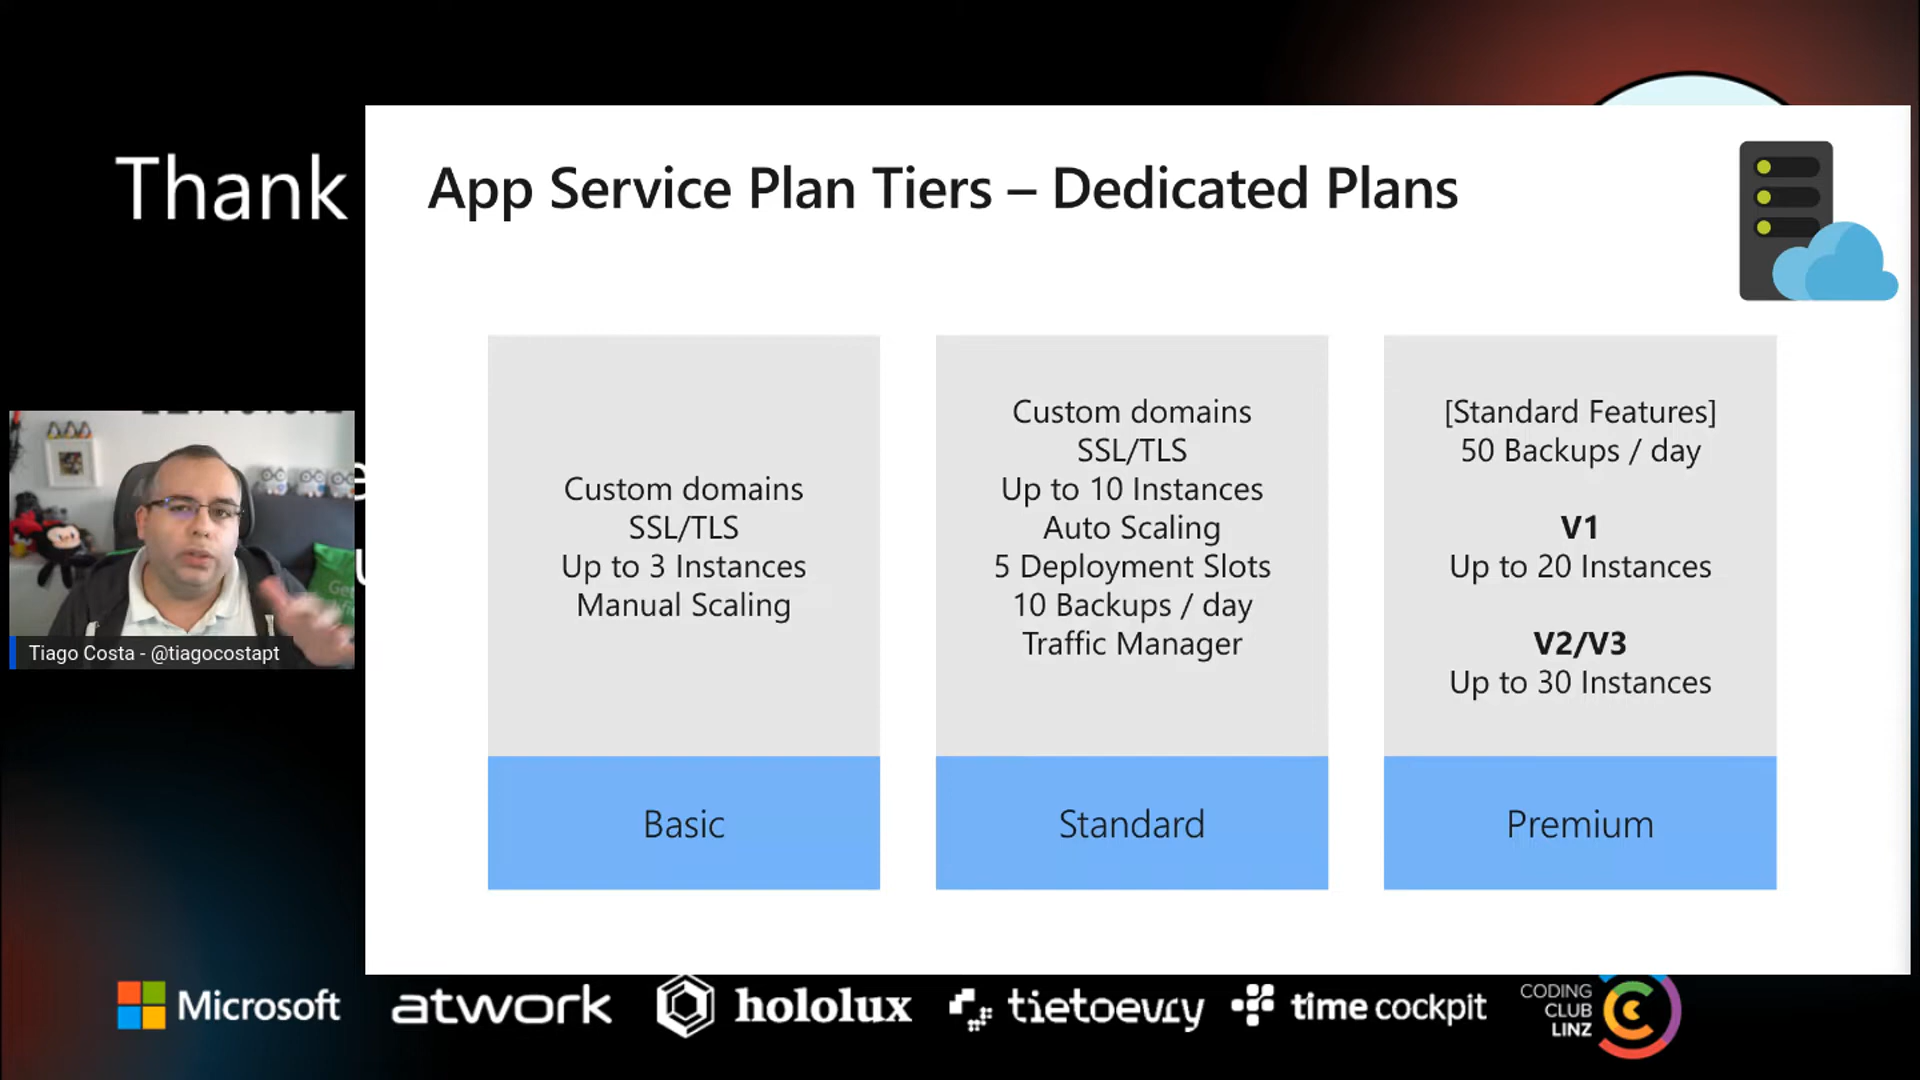 Thank
App Service Plan Tiers – Dedicated Plans
Custom domains
SSL/TLS
Up to 3 Instances
Manual Scaling
Basic
Custom domains
SSL/TLS
Up to 10 Instances
Auto Scaling
5 Deployment Slots
10 Backups / day
Traffic Manager
Standard
[Standard Features]
50 Backups / day
V1
Up to 20 Instances
V2/V3
Up to 30 Instances
Premium
Tiago Costa - @tiagocostapt
Microsoft
atwork
hololux
tietoevry
time cockpit
CODING
CLUB
LINZ